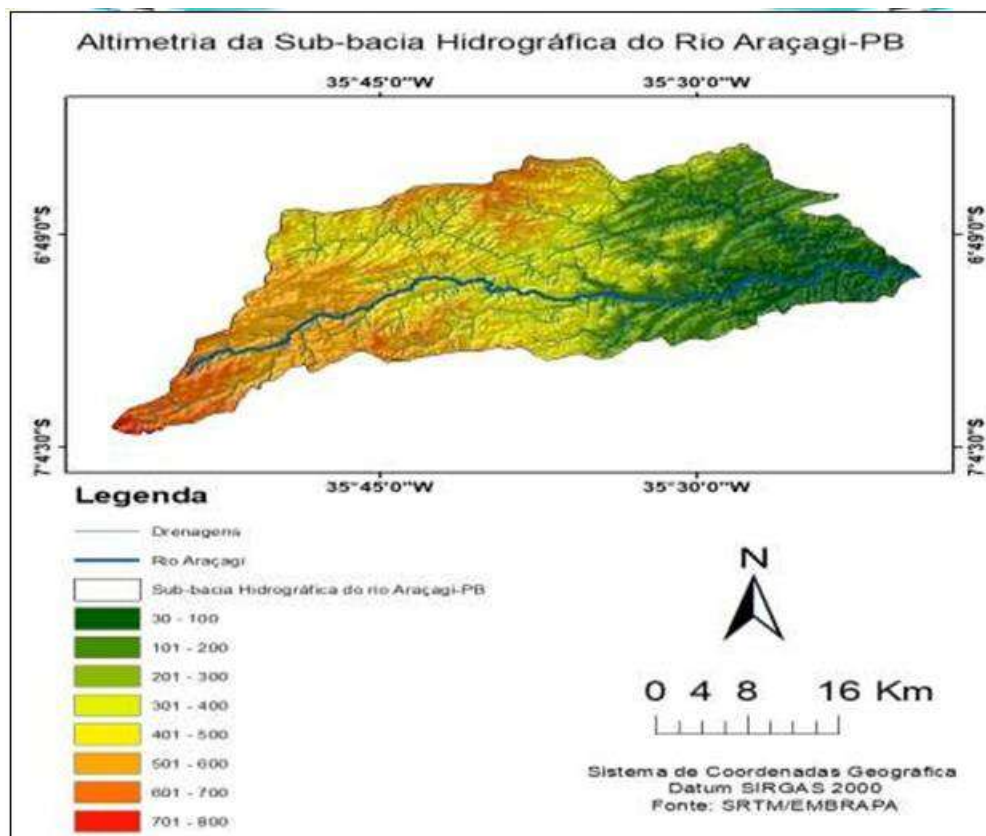 Altimetria da Sub-bacia Hidrográfica do Rio Araçagi-PB
35°45'0"W 35°30'0"W
6°49'0"S 6°49'0"S
7°4'30"S 7°4'30"S
35°45'0"W 35°30'0"W
Legenda
Drenagens
Rio Araçagi
Sub-bacia Hidrográfica do rio Araçagi-PB
30 - 100
101 - 200
201 - 300
301 - 400
401 - 500
501 - 600
601 - 700
701 - 800
N
0 4 8 16 Km
Sistema de Coordenadas Geográfica
Datum SIRGAS 2000
Fonte: SRTM/EMBRAPA